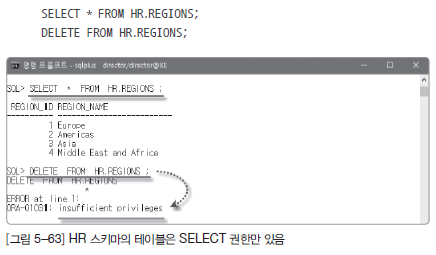 SELECT * FROM HR.REGIONS;
DELETE FROM HR.REGIONS;
명령 프롬프트 - sqlplus director/director@XE
SQL> SELECT * FROM HR.REGIONS ;
REGION_ID REGION_NAME
---------- -------------------------
1 Europe
2 Americas
3 Asia
4 Middle East and Africa
SQL> DELETE FROM HR.REGIONS ;
DELETE FROM HR.REGIONS
*
ERROR at line 1:
ORA-01031: insufficient privileges
[그림 5-63] HR 스키마의 테이블은 SELECT 권한만 있음